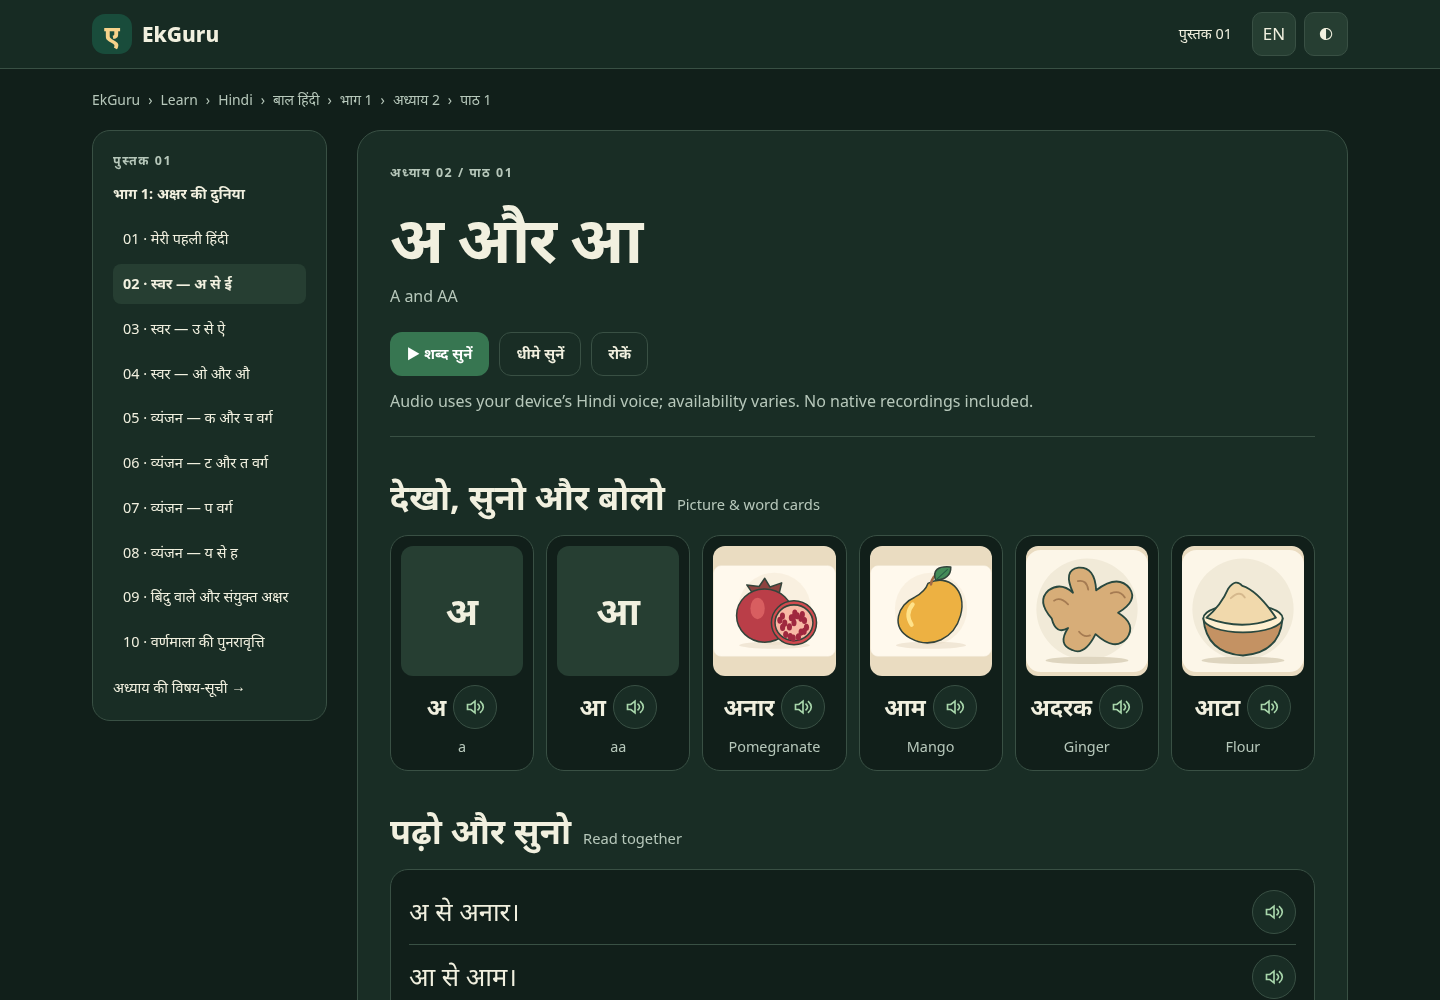 ए EkGuru
पुस्तक 01 EN
EkGuru › Learn › Hindi › बाल हिंदी › भाग 1 › अध्याय 2 › पाठ 1
पुस्तक 01
भाग 1: अक्षर की दुनिया
01 · मेरी पहली हिंदी
02 · स्वर — अ से ई
03 · स्वर — उ से ऐ
04 · स्वर — ओ और औ
05 · व्यंजन — क और च वर्ग
06 · व्यंजन — ट और त वर्ग
07 · व्यंजन — प वर्ग
08 · व्यंजन — य से ह
09 · बिंदु वाले और संयुक्त अक्षर
10 · वर्णमाला की पुनरावृत्ति
अध्याय की विषय-सूची →
अध्याय 02 / पाठ 01
अ और आ
A and AA
▶ शब्द सुनें धीमे सुनें रोकें
Audio uses your device’s Hindi voice; availability varies. No native recordings included.
देखो, सुनो और बोलो Picture & word cards
अ आ
अ आ अनार आम अदरक आटा
a aa Pomegranate Mango Ginger Flour
पढ़ो और सुनो Read together
अ से अनार।
आ से आम।